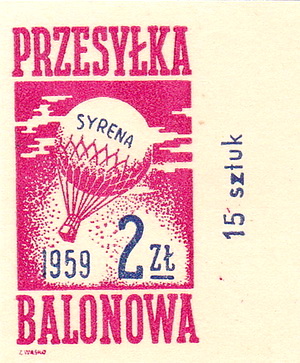 PRZESYŁKA
SYRENA
1959 2 zł
BALONOWA
15 sztuk